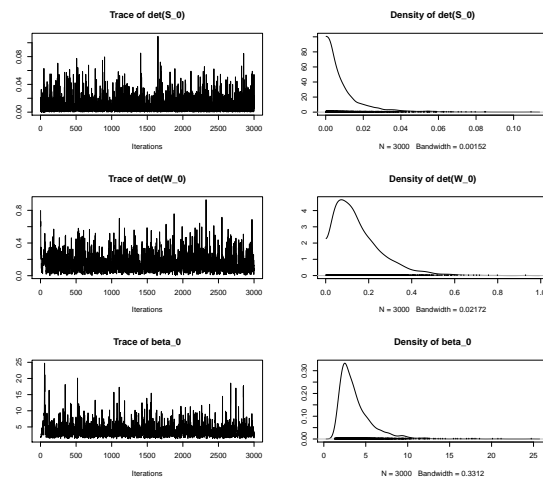 Trace of det(S_0)
0.00 0.04 0.08
0 500 1000 1500 2000 2500 3000
Iterations
Density of det(S_0)
0 20 40 60 80
0.00 0.02 0.04 0.06 0.08 0.10
N = 3000 Bandwidth = 0.00152
Trace of det(W_0)
0.0 0.4 0.8
0 500 1000 1500 2000 2500 3000
Iterations
Density of det(W_0)
0 1 2 3 4
0.0 0.2 0.4 0.6 0.8 1.0
N = 3000 Bandwidth = 0.02172
Trace of beta_0
5 10 15 20 25
0 500 1000 1500 2000 2500 3000
Iterations
Density of beta_0
0.00 0.10 0.20 0.30
0 5 10 15 20 25
N = 3000 Bandwidth = 0.3312